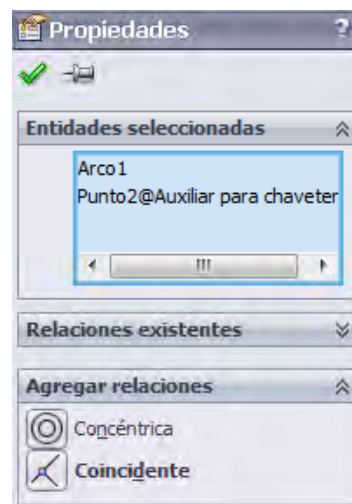 Propiedades ?
Entidades seleccionadas
Arco1
Punto2@Auxiliar para chaveter
Relaciones existentes
Agregar relaciones
Concéntrica
Coincidente